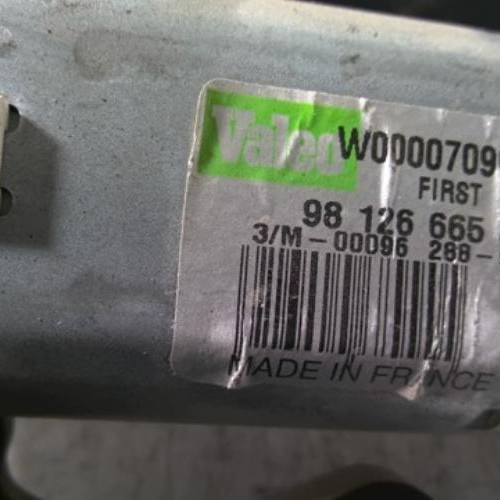 Valeo W0000709
FIRST
98 126 665
3/M-00096 288-
MADE IN FRANCE